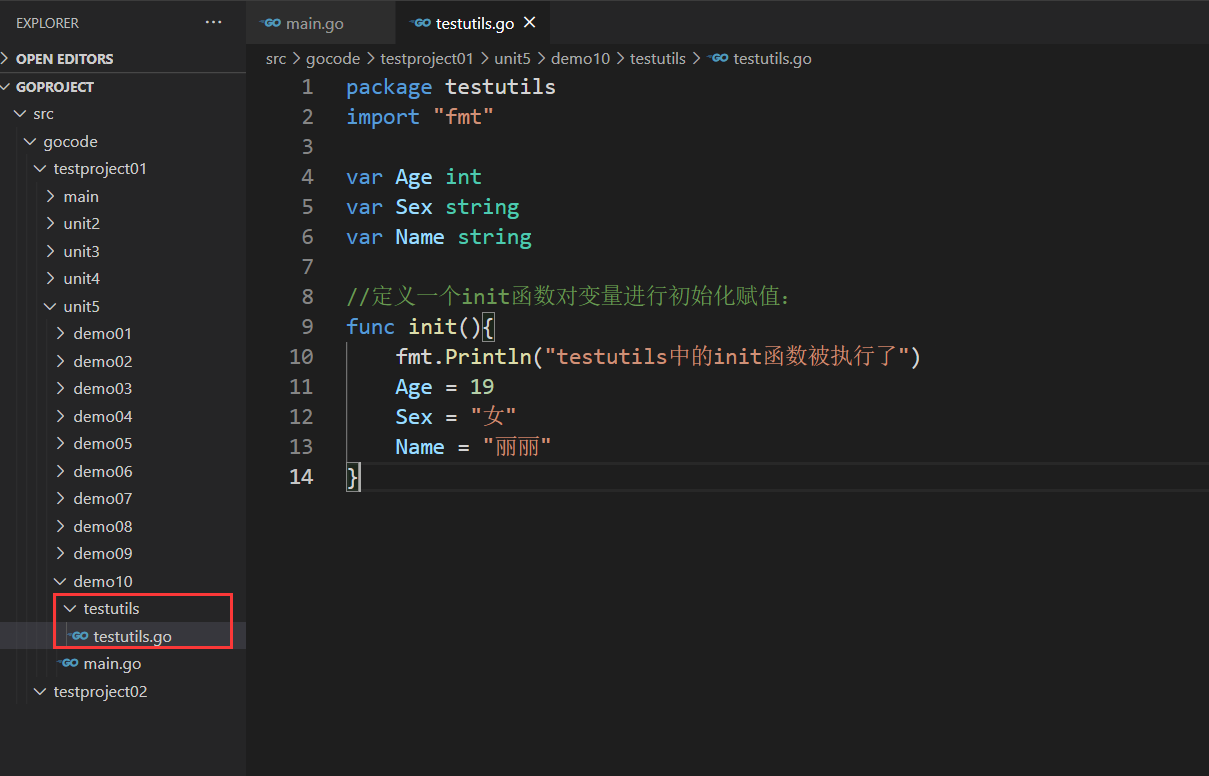 EXPLORER ···
OPEN EDITORS
GOPROJECT
src
gocode
testproject01
main
unit2
unit3
unit4
unit5
demo01
demo02
demo03
demo04
demo05
demo06
demo07
demo08
demo09
demo10
testutils
GO testutils.go
GO main.go
testproject02
GO main.go GO testutils.go
src > gocode > testproject01 > unit5 > demo10 > testutils > GO testutils.go
1 package testutils
2 import "fmt"
3
4 var Age int
5 var Sex string
6 var Name string
7
8 //定义一个init函数对变量进行初始化赋值：
9 func init(){
10 fmt.Println("testutils中的init函数被执行了")
11 Age = 19
12 Sex = "女"
13 Name = "丽丽"
14 }